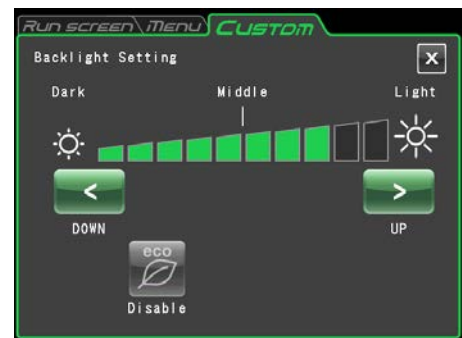 Run screen Menu Custom
Backlight Setting
x
Dark Middle Light
< >
DOWN UP
eco
Disable